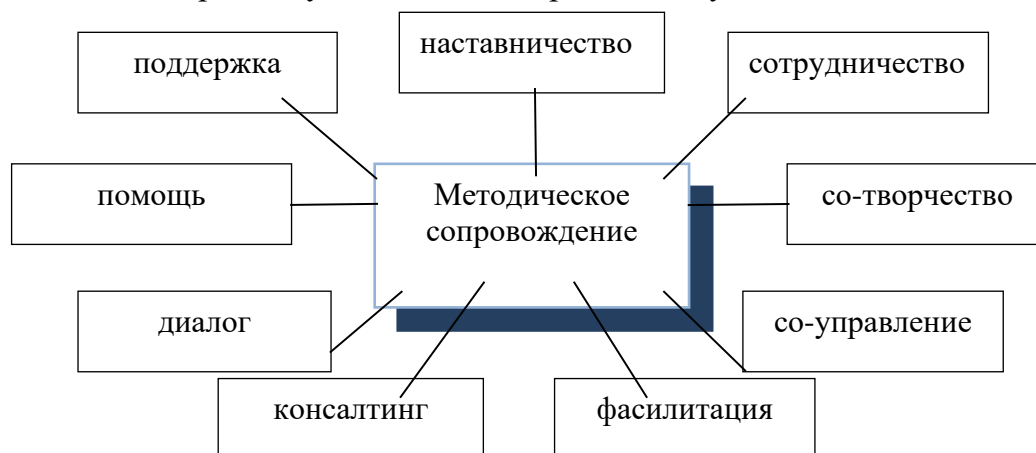 наставничество
поддержка
сотрудничество
помощь
Методическое
сопровождение
со-творчество
диалог
со-управление
консалтинг
фасилитация